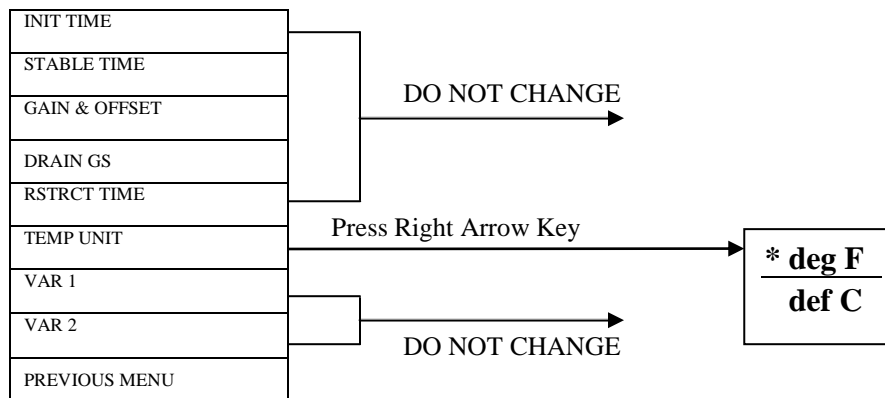 INIT TIME
STABLE TIME
GAIN & OFFSET
DRAIN GS
RSTRCT TIME
TEMP UNIT
VAR 1
VAR 2
PREVIOUS MENU
DO NOT CHANGE
Press Right Arrow Key
* deg F
def C
DO NOT CHANGE